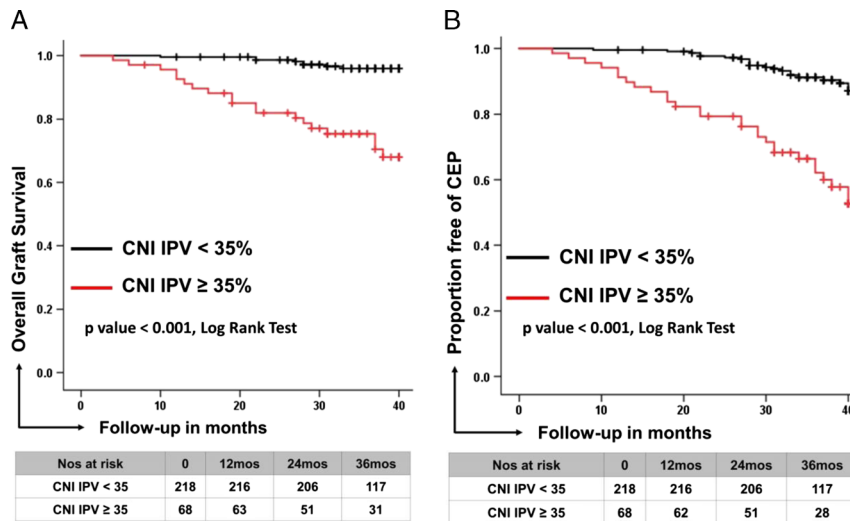 A
Overall Graft Survival
1.0
0.8
0.6
0.4
0.2
0.0
CNI IPV < 35%
CNI IPV ≥ 35%
p value < 0.001, Log Rank Test
0 10 20 30 40
Follow-up in months
Nos at risk 0 12mos 24mos 36mos
CNI IPV < 35 218 216 206 117
CNI IPV ≥ 35 68 63 51 31
B
Proportion free of CEP
1.0
0.8
0.6
0.4
0.2
0.0
CNI IPV < 35%
CNI IPV ≥ 35%
p value < 0.001, Log Rank Test
0 10 20 30 40
Follow-up in months
Nos at risk 0 12mos 24mos 36mos
CNI IPV < 35 218 216 206 117
CNI IPV ≥ 35 68 62 51 28